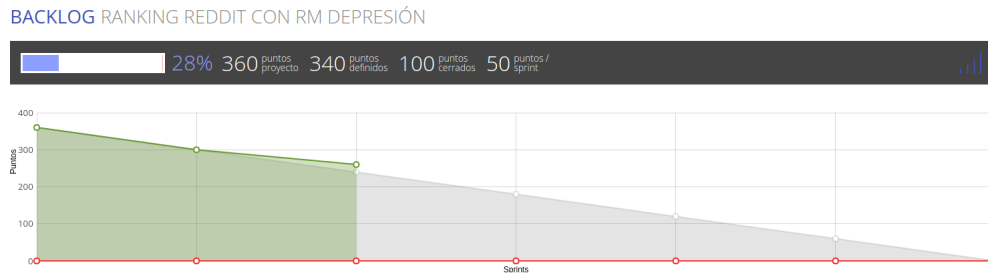 BACKLOG RANKING REDDIT CON RM DEPRESIÓN
28% 360 puntos proyecto 340 puntos definidos 100 puntos cerrados 50 puntos / sprint
400
300
200
100
0
Puntos
Sprints